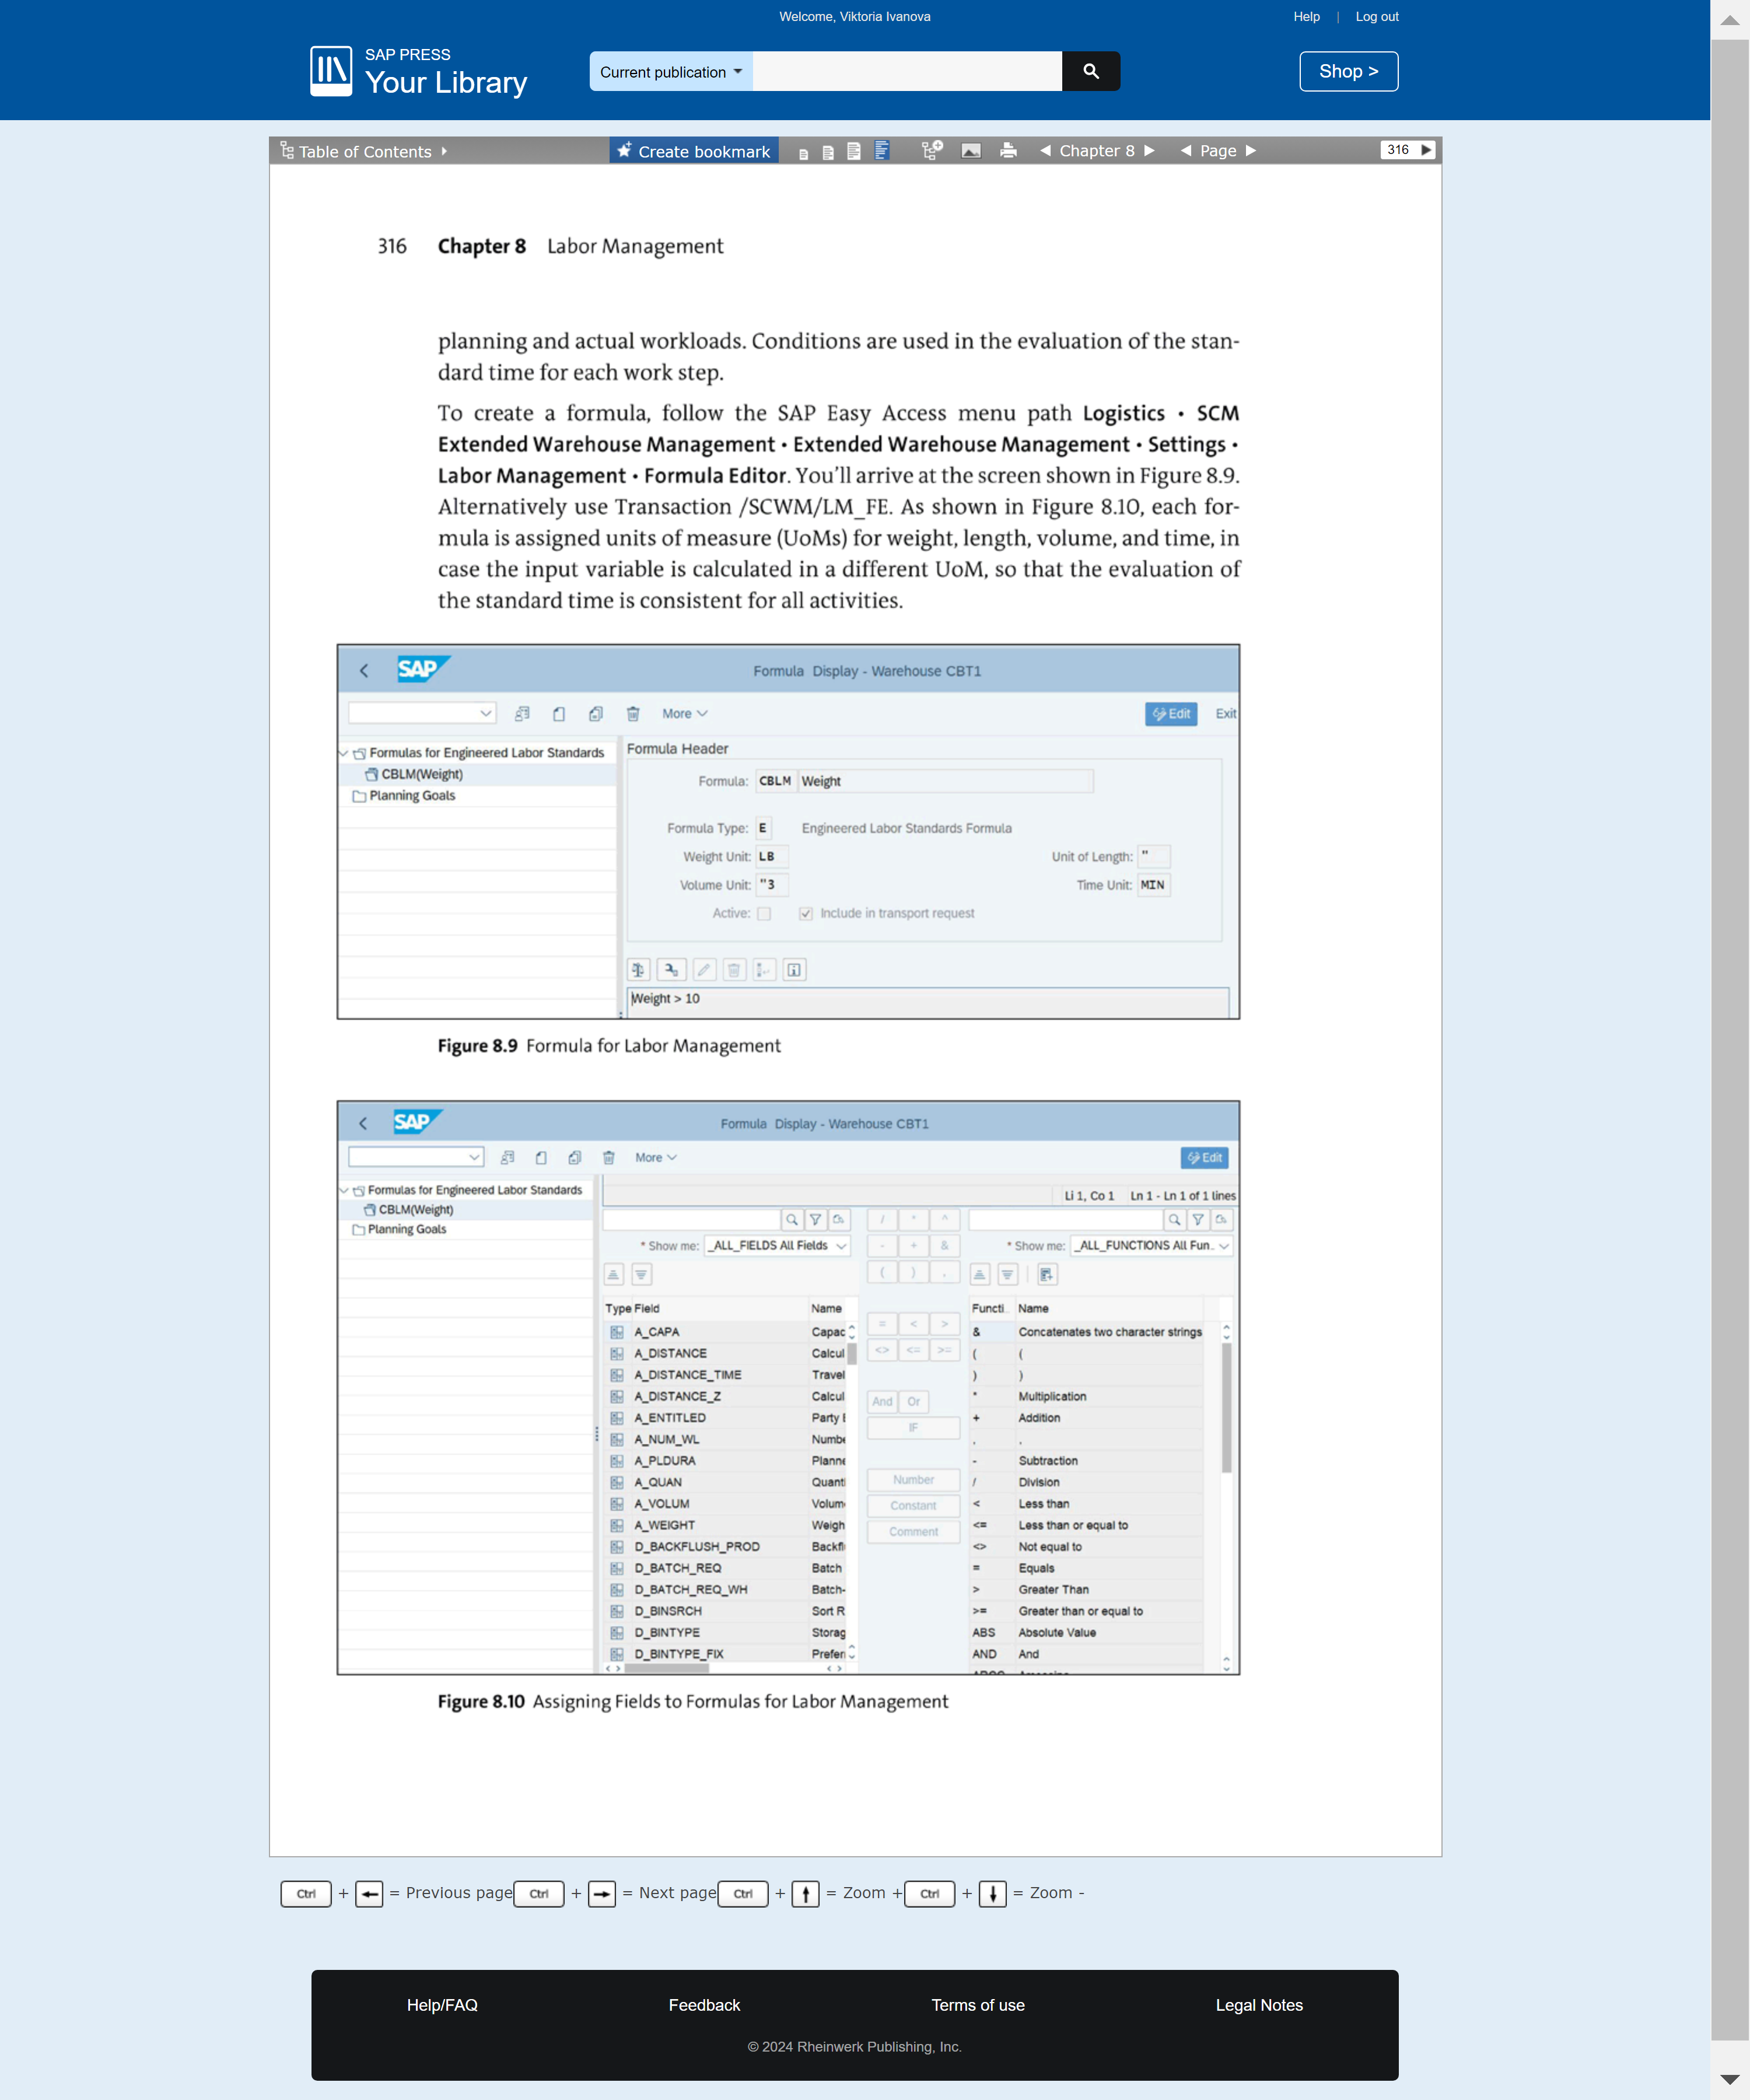 Welcome, Viktoria Ivanova
Help | Log out
SAP PRESS
Your Library
Current publication
Shop >
Table of Contents
Create bookmark
Chapter 8
Page
316
316 Chapter 8 Labor Management
planning and actual workloads. Conditions are used in the evaluation of the stan-
dard time for each work step.
To create a formula, follow the SAP Easy Access menu path Logistics • SCM
Extended Warehouse Management • Extended Warehouse Management • Settings •
Labor Management • Formula Editor. You'll arrive at the screen shown in Figure 8.9.
Alternatively use Transaction /SCWM/LM_FE. As shown in Figure 8.10, each for-
mula is assigned units of measure (UoMs) for weight, length, volume, and time, in
case the input variable is calculated in a different UoM, so that the evaluation of
the standard time is consistent for all activities.
SAP
Formula Display - Warehouse CBT1
More
Edit
Exit
Formulas for Engineered Labor Standards
CBLM(Weight)
Planning Goals
Formula Header
Formula: CBLM Weight
Formula Type: E Engineered Labor Standards Formula
Weight Unit: LB Unit of Length: "
Volume Unit: "3 Time Unit: MIN
Active: Include in transport request
Weight > 10
Figure 8.9 Formula for Labor Management
SAP
Formula Display - Warehouse CBT1
More
Edit
Formulas for Engineered Labor Standards
CBLM(Weight)
Planning Goals
Li 1, Co 1 Ln 1 - Ln 1 of 1 lines
* Show me: _ALL_FIELDS All Fields
Type Field Name
A_CAPA Capac
A_DISTANCE Calcul
A_DISTANCE_TIME Travel
A_DISTANCE_Z Calcul
A_ENTITLED Party
A_NUM_WL Numbe
A_PLDURA Planne
A_QUAN Quanti
A_VOLUM Volum
A_WEIGHT Weigh
D_BACKFLUSH_PROD Backfl
D_BATCH_REQ Batch
D_BATCH_REQ_WH Batch-
D_BINSRCH Sort R
D_BINTYPE Storag
D_BINTYPE_FIX Prefer
/ * ^
- + &
( ) ,
= < >
<> <= >=
And Or
IF
Number
Constant
Comment
* Show me: _ALL_FUNCTIONS All Fun..
Functi.. Name
& Concatenates two character strings
( (
) )
* Multiplication
+ Addition
, ,
- Subtraction
/ Division
< Less than
<= Less than or equal to
<> Not equal to
= Equals
> Greater Than
>= Greater than or equal to
ABS Absolute Value
AND And
Figure 8.10 Assigning Fields to Formulas for Labor Management
Ctrl + ← = Previous page Ctrl + → = Next page Ctrl + ↑ = Zoom + Ctrl + ↓ = Zoom -
Help/FAQ Feedback Terms of use Legal Notes
© 2024 Rheinwerk Publishing, Inc.